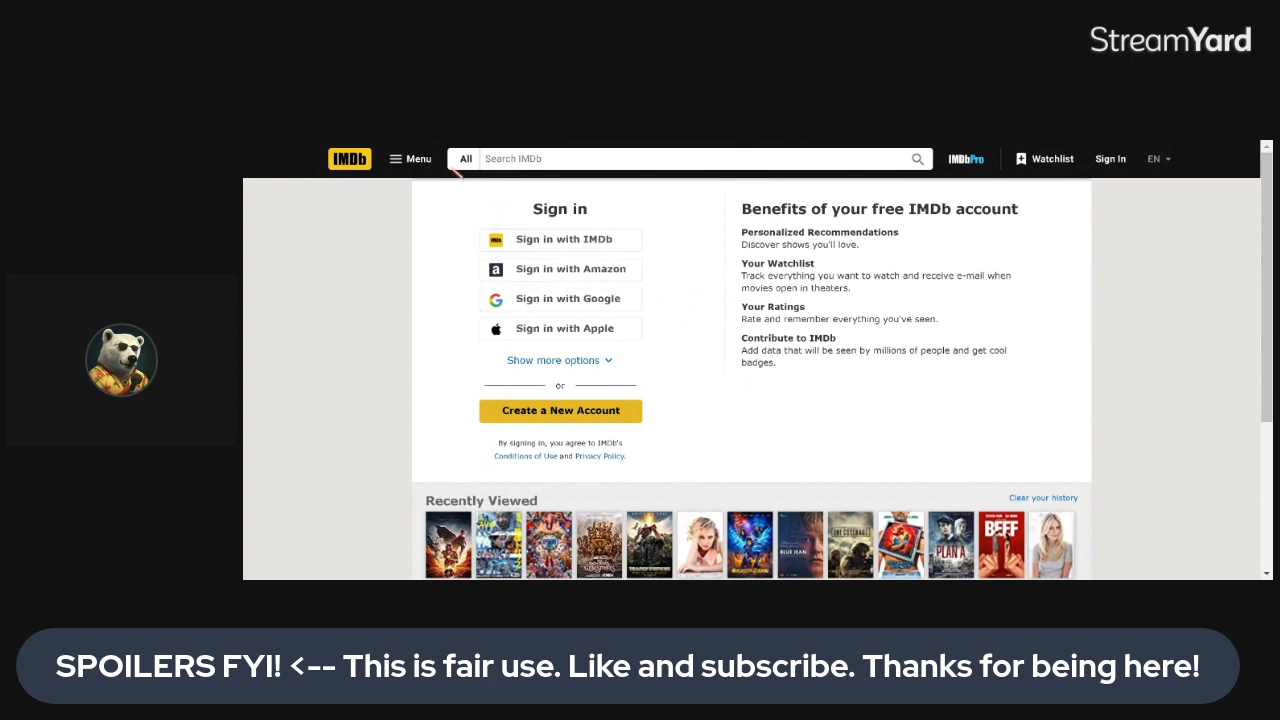 StreamYard
IMDb
Menu
All
Search IMDb
IMDbPro
Watchlist
Sign In
EN
Sign in
Sign in with IMDb
Sign in with Amazon
Sign in with Google
Sign in with Apple
Show more options
or
Create a New Account
By signing in, you agree to IMDb's
Conditions of Use and Privacy Policy.
Benefits of your free IMDb account
Personalized Recommendations
Discover shows you'll love.
Your Watchlist
Track everything you want to watch and receive e-mail when
movies open in theaters.
Your Ratings
Rate and remember everything you've seen.
Contribute to IMDb
Add data that will be seen by millions of people and get cool
badges.
Recently Viewed
Clear your history
BLUE JEAN
PLAN A
BEEF
SPOILERS FYI! <-- This is fair use. Like and subscribe. Thanks for being here!